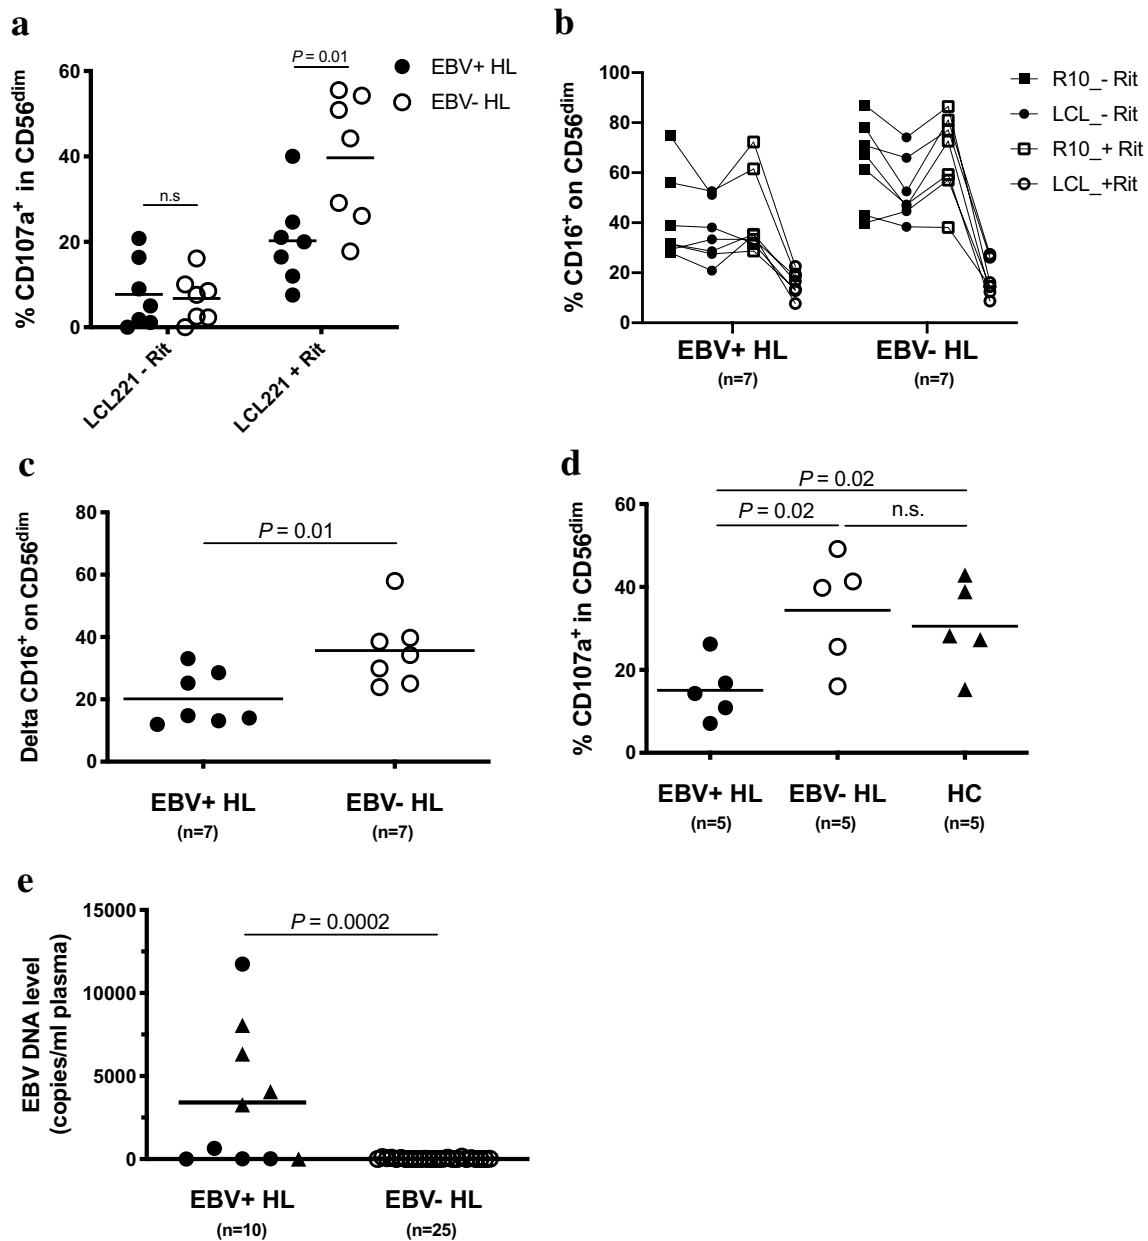 a
% CD107a⁺ in CD56ᵈⁱᵐ
60
40
20
0
n.s
P = 0.01
EBV+ HL
EBV- HL
LCL221 - Rit
LCL221 + Rit
b
% CD16⁺ on CD56ᵈⁱᵐ
100
80
60
40
20
0
R10_- Rit
LCL_- Rit
R10_+ Rit
LCL_+Rit
EBV+ HL
(n=7)
EBV- HL
(n=7)
c
Delta CD16⁺ on CD56ᵈⁱᵐ
80
60
40
20
0
P = 0.01
EBV+ HL
(n=7)
EBV- HL
(n=7)
d
% CD107a⁺ in CD56ᵈⁱᵐ
60
40
20
0
P = 0.02
P = 0.02
n.s.
EBV+ HL
(n=5)
EBV- HL
(n=5)
HC
(n=5)
e
EBV DNA level
(copies/ml plasma)
15000
10000
5000
0
P = 0.0002
EBV+ HL
(n=10)
EBV- HL
(n=25)